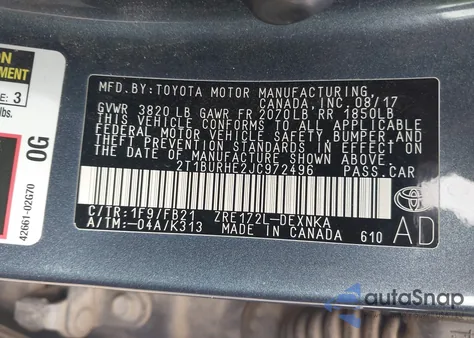 MFD. BY: TOYOTA MOTOR MANUFACTURING,
CANADA, INC. 08/17
GVWR 3820 LB GAWR FR 2070LB RR 1850LB
THIS VEHICLE CONFORMS TO ALL APPLICABLE
FEDERAL MOTOR VEHICLE SAFETY, BUMPER, AND
THEFT PREVENTION STANDARDS IN EFFECT ON
THE DATE OF MANUFACTURE SHOWN ABOVE.
2T1BURHE2JC972496 PASS.CAR
C/TR:1F9/FB21 ZRE172L-DEXNKA
A/TM:-04A/K313 MADE IN CANADA 610
AD
3
lbs.
0G
42661-02G70
autoSnap